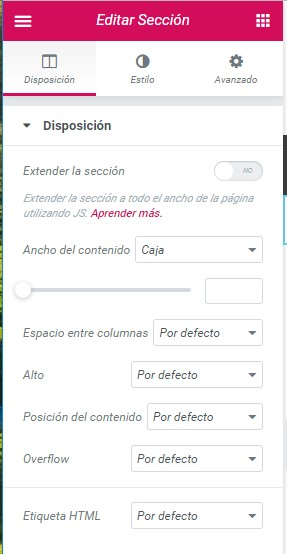 Editar Sección
Disposición Estilo Avanzado
Disposición
Extender la sección NO
Extender la sección a todo el ancho de la página
utilizando JS. Aprender más.
Ancho del contenido Caja
Espacio entre columnas Por defecto
Alto Por defecto
Posición del contenido Por defecto
Overflow Por defecto
Etiqueta HTML Por defecto